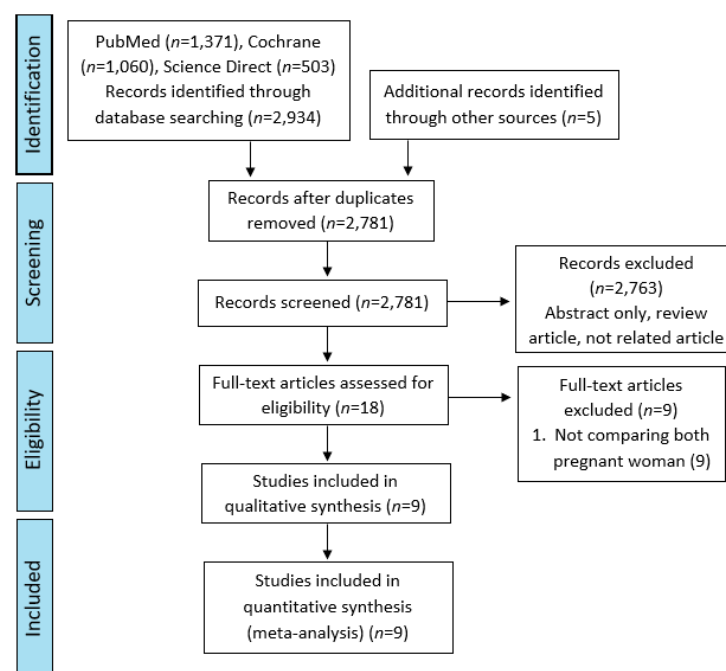 Identification
PubMed (n=1,371), Cochrane
(n=1,060), Science Direct (n=503)
Records identified through
database searching (n=2,934)
Additional records identified
through other sources (n=5)
Screening
Records after duplicates
removed (n=2,781)
Records screened (n=2,781)
Records excluded
(n=2,763)
Abstract only, review
article, not related article
Eligibility
Full-text articles assessed for
eligibility (n=18)
Full-text articles
excluded (n=9)
1. Not comparing both
pregnant woman (9)
Studies included in
qualitative synthesis (n=9)
Included
Studies included in
quantitative synthesis
(meta-analysis) (n=9)